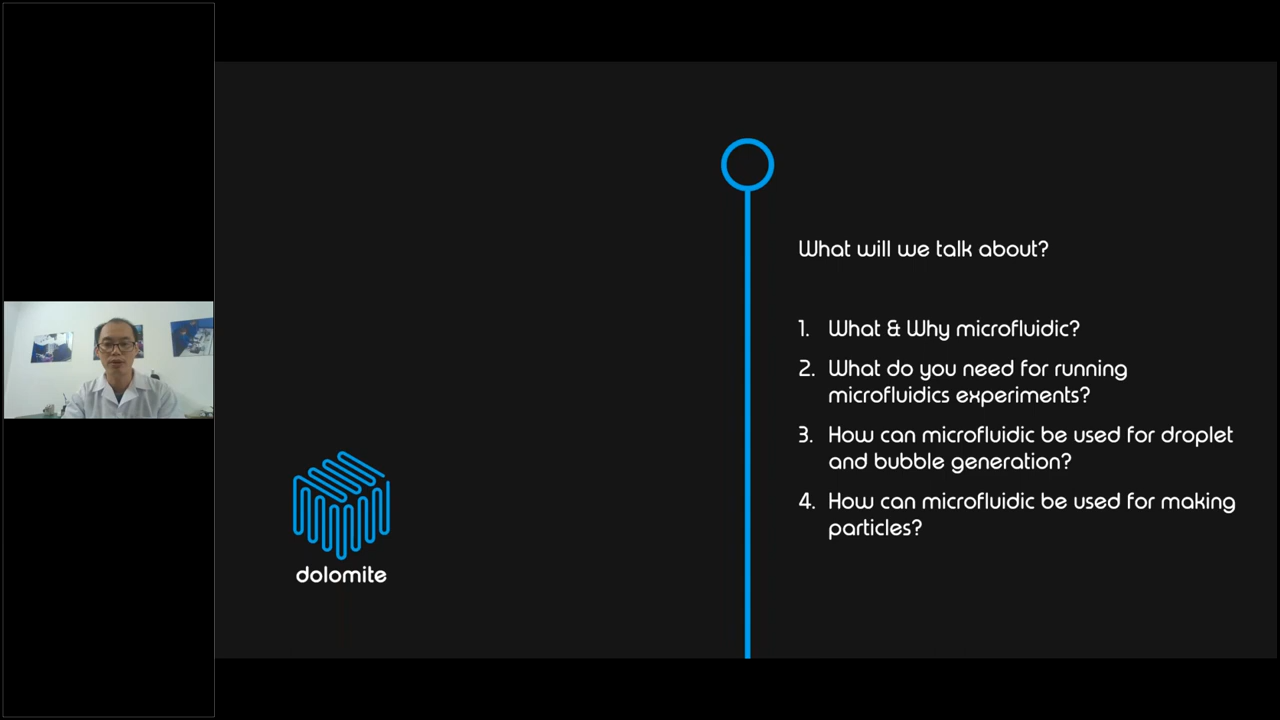 What will we talk about?
1. What & Why microfluidic?
2. What do you need for running
microfluidics experiments?
3. How can microfluidic be used for droplet
and bubble generation?
4. How can microfluidic be used for making
particles?
dolomite